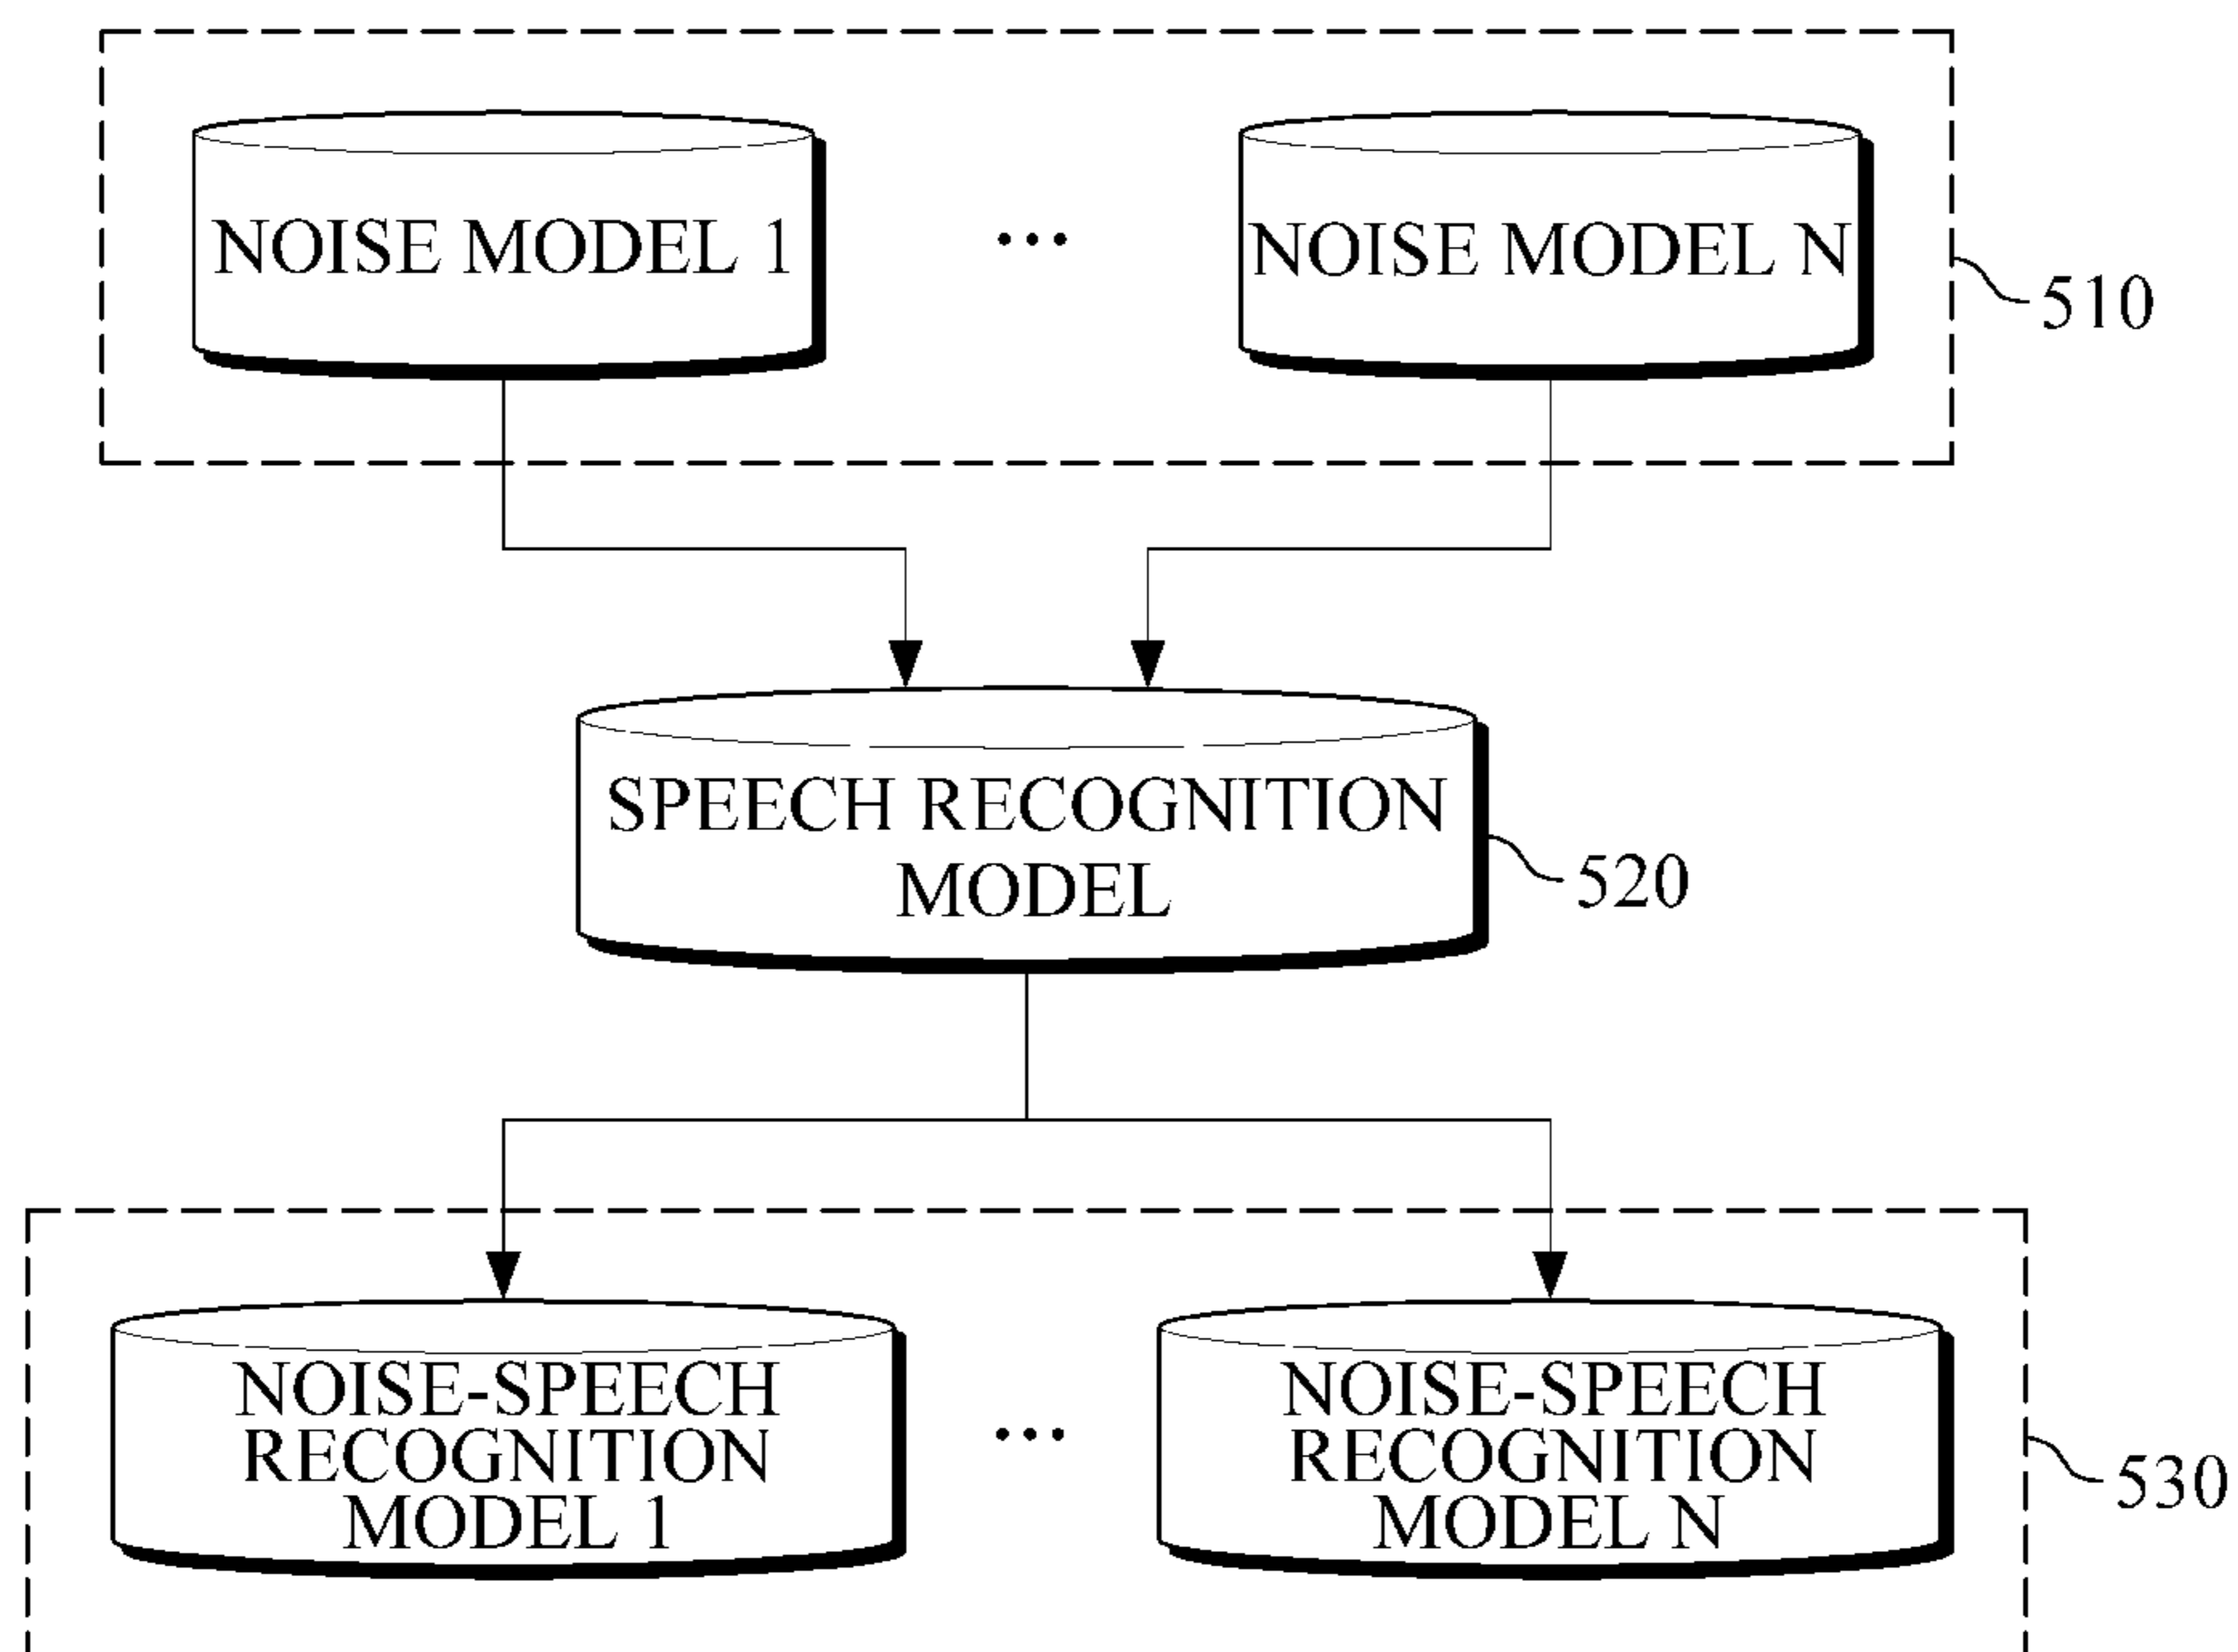 NOISE MODEL 1
...
NOISE MODEL N
510
SPEECH RECOGNITION
MODEL
520
NOISE-SPEECH
RECOGNITION
MODEL 1
...
NOISE-SPEECH
RECOGNITION
MODEL N
530